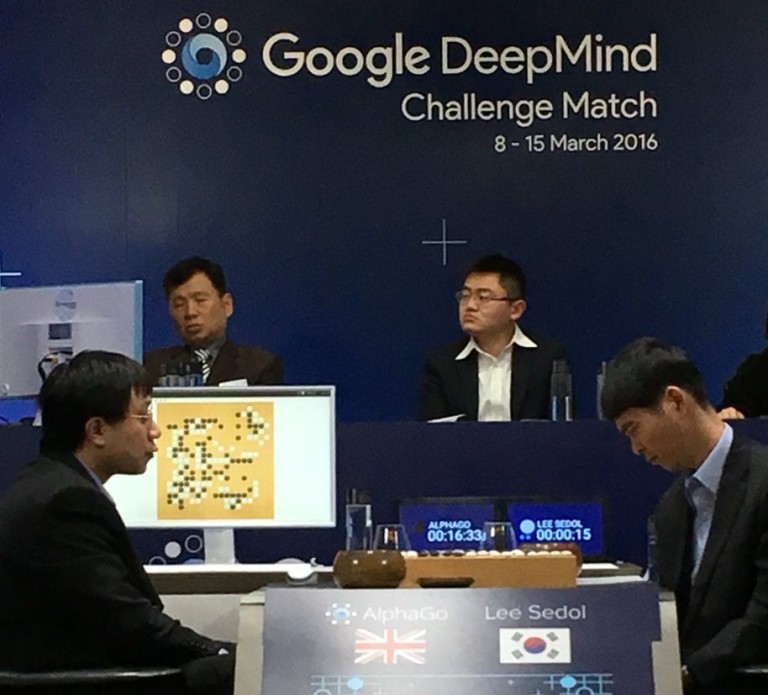 Google DeepMind
Challenge Match
8 - 15 March 2016
ALPHAGO
00:16:33
LEE SEDOL
00:00:15
AlphaGo
Lee Sedol